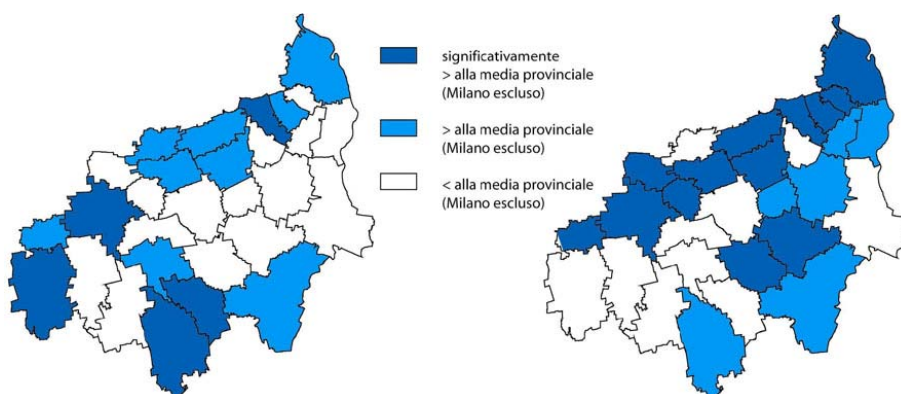 significativamente
> alla media provinciale
(Milano escluso)
> alla media provinciale
(Milano escluso)
< alla media provinciale
(Milano escluso)